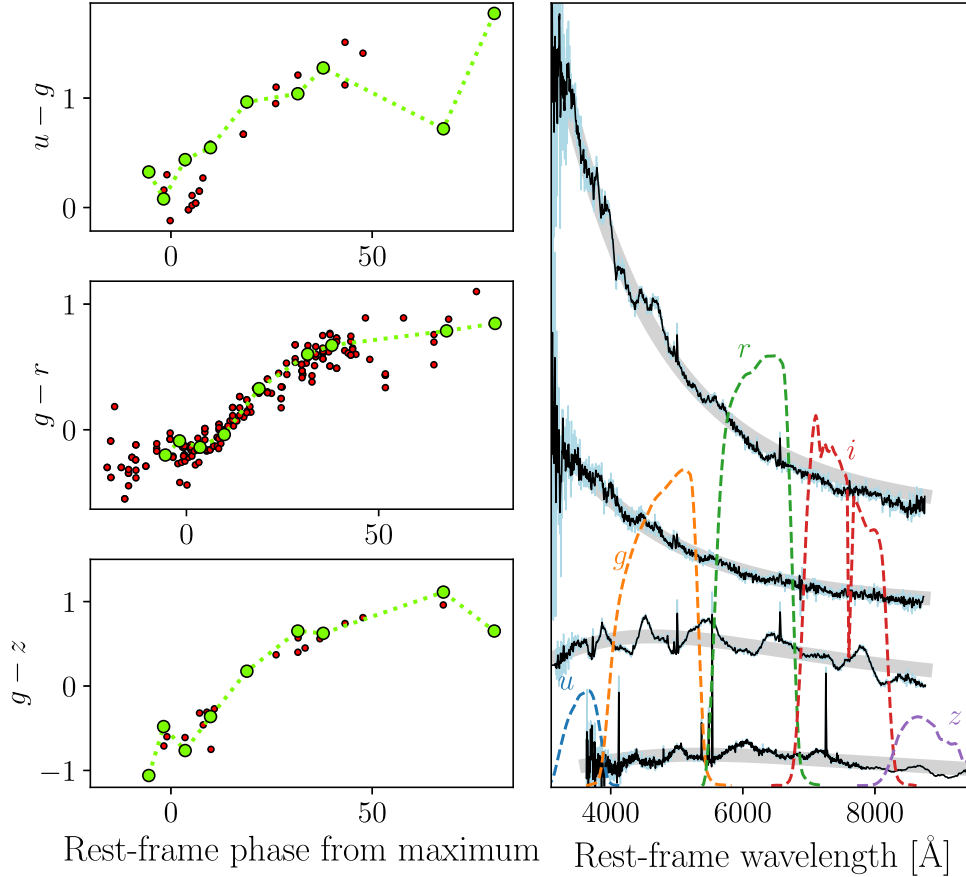 u − g
1
0
0
50
g − r
1
0
0
50
g − z
1
0
−1
0
50
Rest-frame phase from maximum
r
i
g
u
z
4000
6000
8000
Rest-frame wavelength [Å]